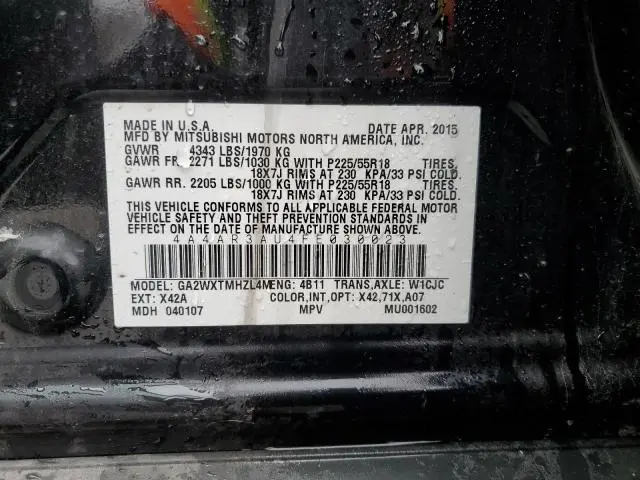 MADE IN U.S.A. DATE APR. 2015
MFD BY MITSUBISHI MOTORS NORTH AMERICA, INC.
GVWR 4343 LBS/1970 KG
GAWR FR. 2271 LBS/1030 KG WITH P225/55R18 TIRES,
18X7J RIMS AT 230 KPA/33 PSI COLD.
GAWR RR. 2205 LBS/1000 KG WITH P225/55R18 TIRES,
18X7J RIMS AT 230 KPA/33 PSI COLD.
THIS VEHICLE CONFORMS TO ALL APPLICABLE FEDERAL MOTOR
VEHICLE SAFETY AND THEFT PREVENTION STANDARDS IN
EFFECT ON THE DATE OF MANUFACTURE SHOWN ABOVE.
4A4AR3AU4FE030023
MODEL: GA2WXTMHZL4M ENG: 4B11 TRANS,AXLE: W1CJC
EXT: X42A COLOR,INT,OPT: X42,71X,A07
MDH 040107 MPV MU001602